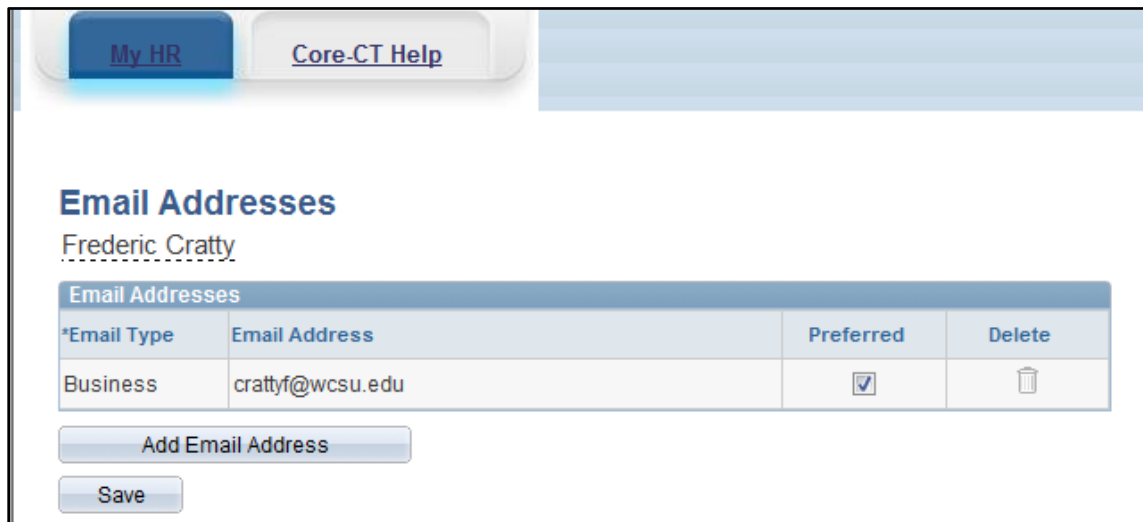 My HR Core-CT Help
Email Addresses
Frederic Cratty
Email Addresses
*Email Type Email Address Preferred Delete
Business crattyf@wcsu.edu
Add Email Address
Save